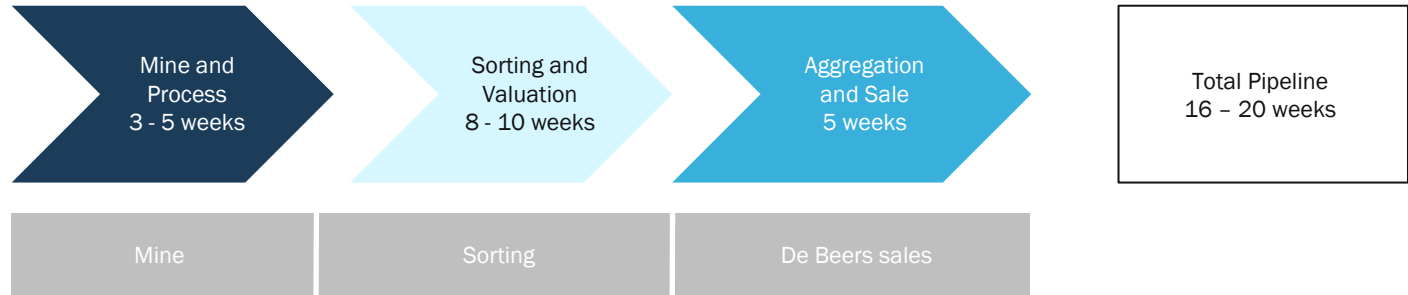 Mine and
Process
3 - 5 weeks
Sorting and
Valuation
8 - 10 weeks
Aggregation
and Sale
5 weeks
Total Pipeline
16 – 20 weeks
Mine
Sorting
De Beers sales